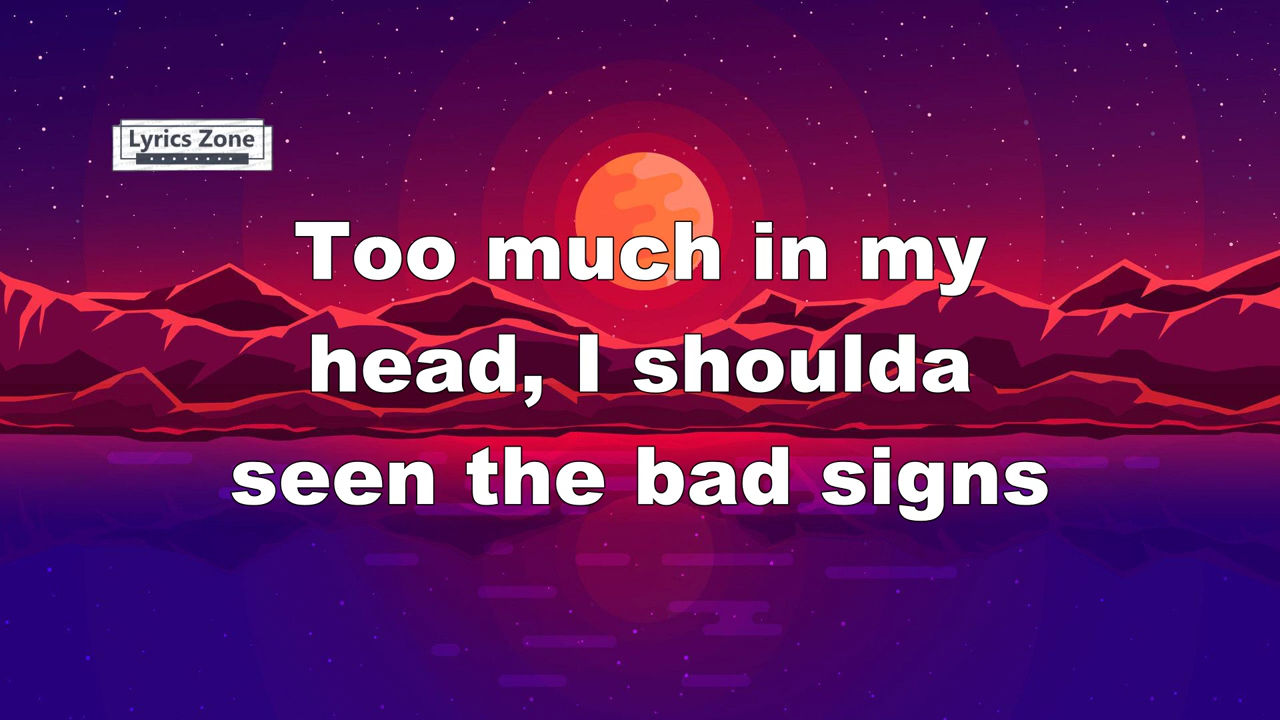 Lyrics Zone
Too much in my
head, I shoulda
seen the bad signs